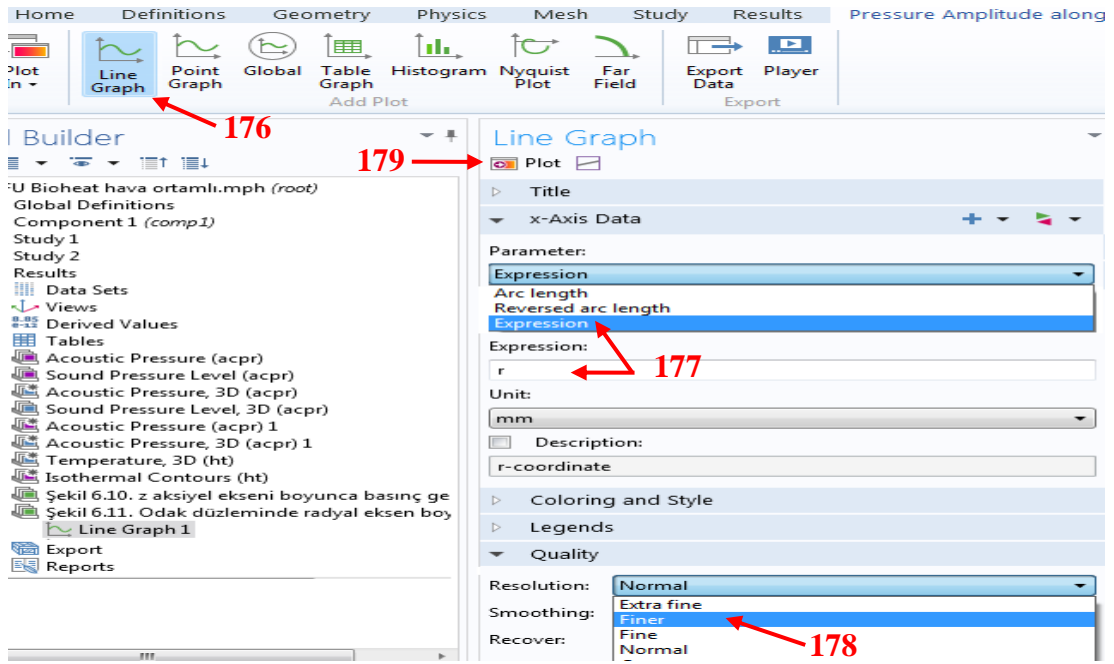 Home Definitions Geometry Physics Mesh Study Results Pressure Amplitude along
Plot
In
Line
Graph
Point
Graph
Global
Table
Graph
Histogram
Nyquist
Plot
Far
Field
Export
Data
Player
Add Plot
Export
176
Builder
179
FU Bioheat hava ortamlı.mph (root)
Global Definitions
Component 1 (comp1)
Study 1
Study 2
Results
Data Sets
Views
8.85
e-12
Derived Values
Tables
Acoustic Pressure (acpr)
Sound Pressure Level (acpr)
Acoustic Pressure, 3D (acpr)
Sound Pressure Level, 3D (acpr)
Acoustic Pressure (acpr) 1
Acoustic Pressure, 3D (acpr) 1
Temperature, 3D (ht)
Isothermal Contours (ht)
Şekil 6.10. z aksiyel ekseni boyunca basınç ge
Şekil 6.11. Odak düzleminde radyal eksen boy
Line Graph 1
Export
Reports
Line Graph
Plot
Title
x-Axis Data
Parameter:
Expression
Arc length
Reversed arc length
Expression
Expression:
177
r
Unit:
mm
Description:
r-coordinate
Coloring and Style
Legends
Quality
Resolution: Normal
Extra fine
Smoothing:
Finer
Fine
Recover:
Normal
178